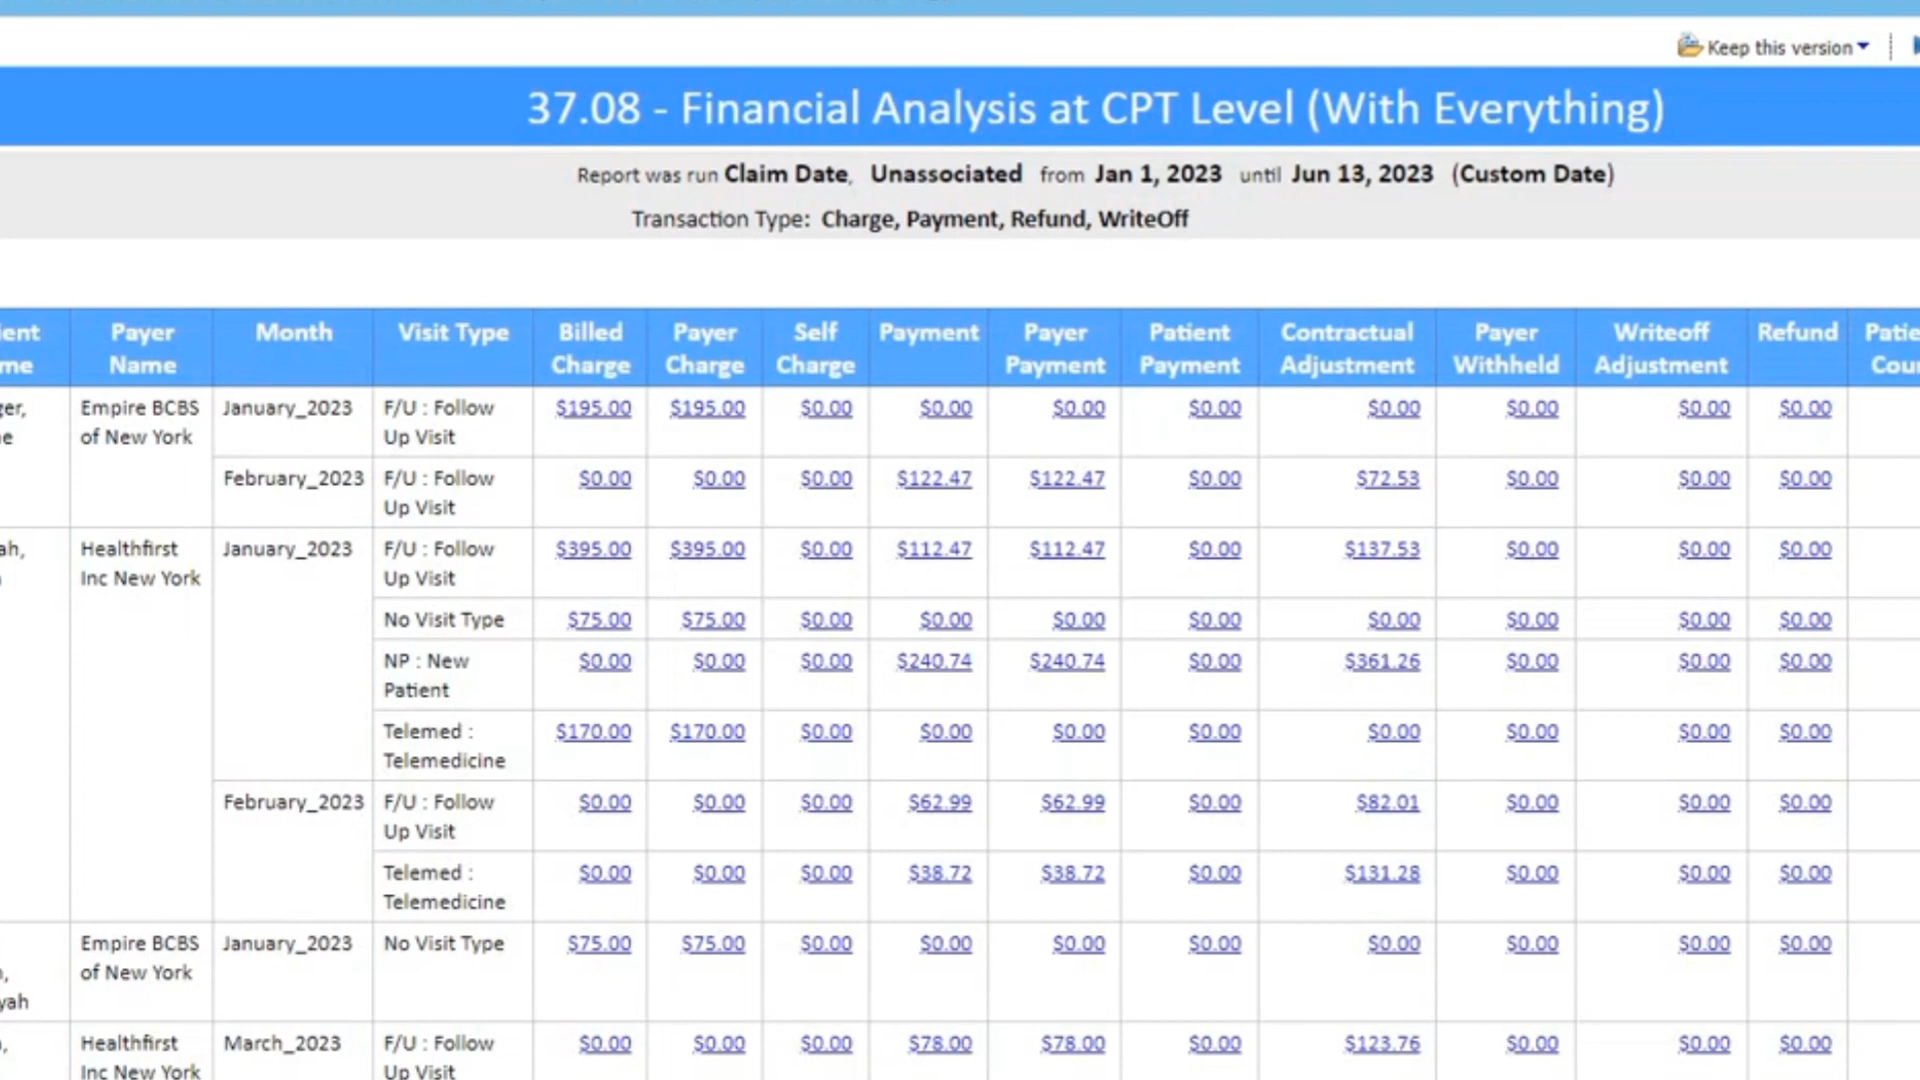 Keep this version
37.08 - Financial Analysis at CPT Level (With Everything)
Report was run Claim Date, Unassociated from Jan 1, 2023 until Jun 13, 2023 (Custom Date)
Transaction Type: Charge, Payment, Refund, WriteOff
Payer Name Month Visit Type Billed Charge Payer Charge Self Charge Payment Payer Payment Patient Payment Contractual Adjustment Payer Withheld Writeoff Adjustment Refund
Empire BCBS January_2023 F/U : Follow $195.00 $195.00 $0.00 $0.00 $0.00 $0.00 $0.00 $0.00 $0.00 $0.00
of New York Up Visit
February_2023 F/U : Follow $0.00 $0.00 $0.00 $122.47 $122.47 $0.00 $72.53 $0.00 $0.00 $0.00
Up Visit
Healthfirst January_2023 F/U : Follow $395.00 $395.00 $0.00 $112.47 $112.47 $0.00 $137.53 $0.00 $0.00 $0.00
Inc New York Up Visit
No Visit Type $75.00 $75.00 $0.00 $0.00 $0.00 $0.00 $0.00 $0.00 $0.00 $0.00
NP : New $0.00 $0.00 $0.00 $240.74 $240.74 $0.00 $361.26 $0.00 $0.00 $0.00
Patient
Telemed : $170.00 $170.00 $0.00 $0.00 $0.00 $0.00 $0.00 $0.00 $0.00 $0.00
Telemedicine
February_2023 F/U : Follow $0.00 $0.00 $0.00 $62.99 $62.99 $0.00 $82.01 $0.00 $0.00 $0.00
Up Visit
Telemed : $0.00 $0.00 $0.00 $38.72 $38.72 $0.00 $131.28 $0.00 $0.00 $0.00
Telemedicine
Empire BCBS January_2023 No Visit Type $75.00 $75.00 $0.00 $0.00 $0.00 $0.00 $0.00 $0.00 $0.00 $0.00
of New York
Healthfirst March_2023 F/U : Follow $0.00 $0.00 $0.00 $78.00 $78.00 $0.00 $123.76 $0.00 $0.00 $0.00
Inc New York Up Visit